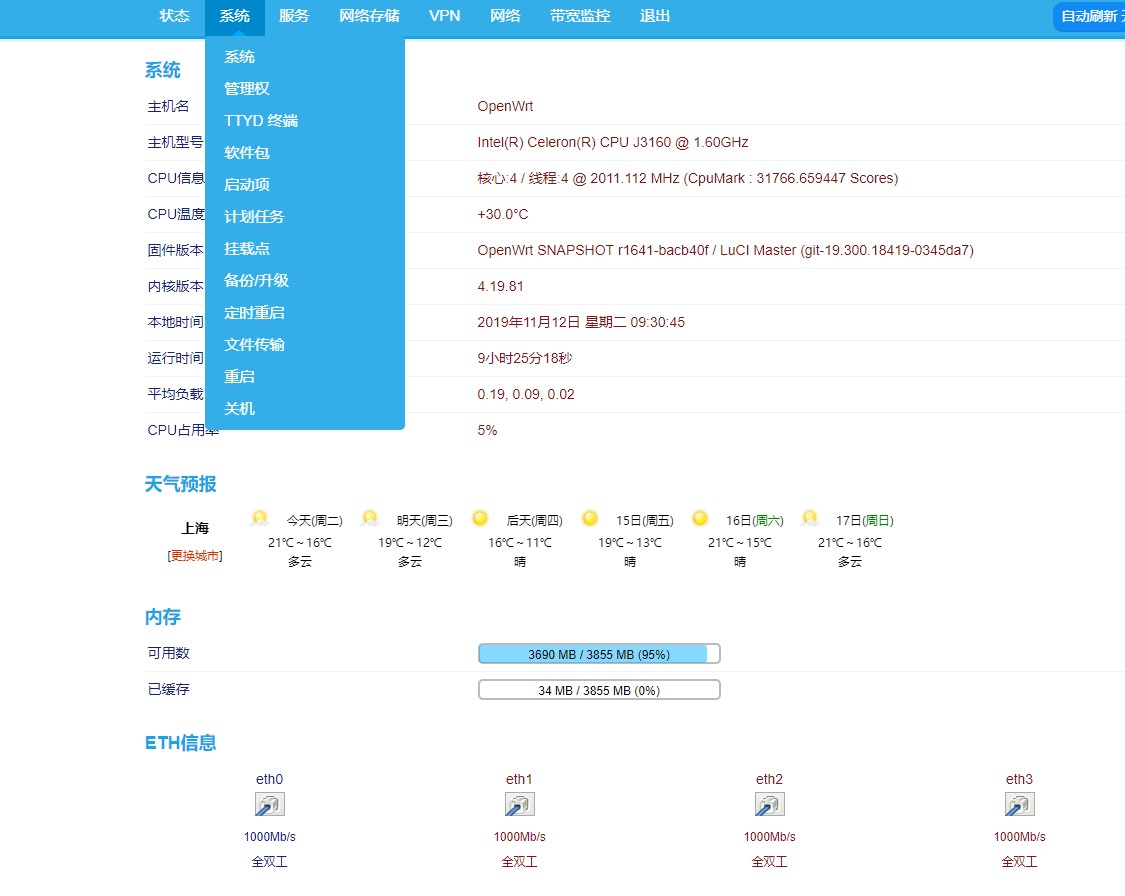 状态 系统 服务 网络存储 VPN 网络 带宽监控 退出 自动刷新
系统
管理权
TTYD 终端
软件包
启动项
计划任务
挂载点
备份/升级
定时重启
文件传输
重启
关机
系统
主机名 OpenWrt
主机型号 Intel(R) Celeron(R) CPU J3160 @ 1.60GHz
CPU信息 核心:4 / 线程:4 @ 2011.112 MHz (CpuMark : 31766.659447 Scores)
CPU温度 +30.0°C
固件版本 OpenWrt SNAPSHOT r1641-bacb40f / LuCI Master (git-19.300.18419-0345da7)
内核版本 4.19.81
本地时间 2019年11月12日 星期二 09:30:45
运行时间 9小时25分18秒
平均负载 0.19, 0.09, 0.02
CPU占用率 5%
天气预报
上海
[更换城市]
今天(周二) 明天(周三) 后天(周四) 15日(周五) 16日(周六) 17日(周日)
21℃～16℃ 19℃～12℃ 16℃～11℃ 19℃～13℃ 21℃～15℃ 21℃～16℃
多云 多云 晴 晴 晴 多云
内存
可用数 3690 MB / 3855 MB (95%)
已缓存 34 MB / 3855 MB (0%)
ETH信息
eth0 eth1 eth2 eth3
1000Mb/s 1000Mb/s 1000Mb/s 1000Mb/s
全双工 全双工 全双工 全双工